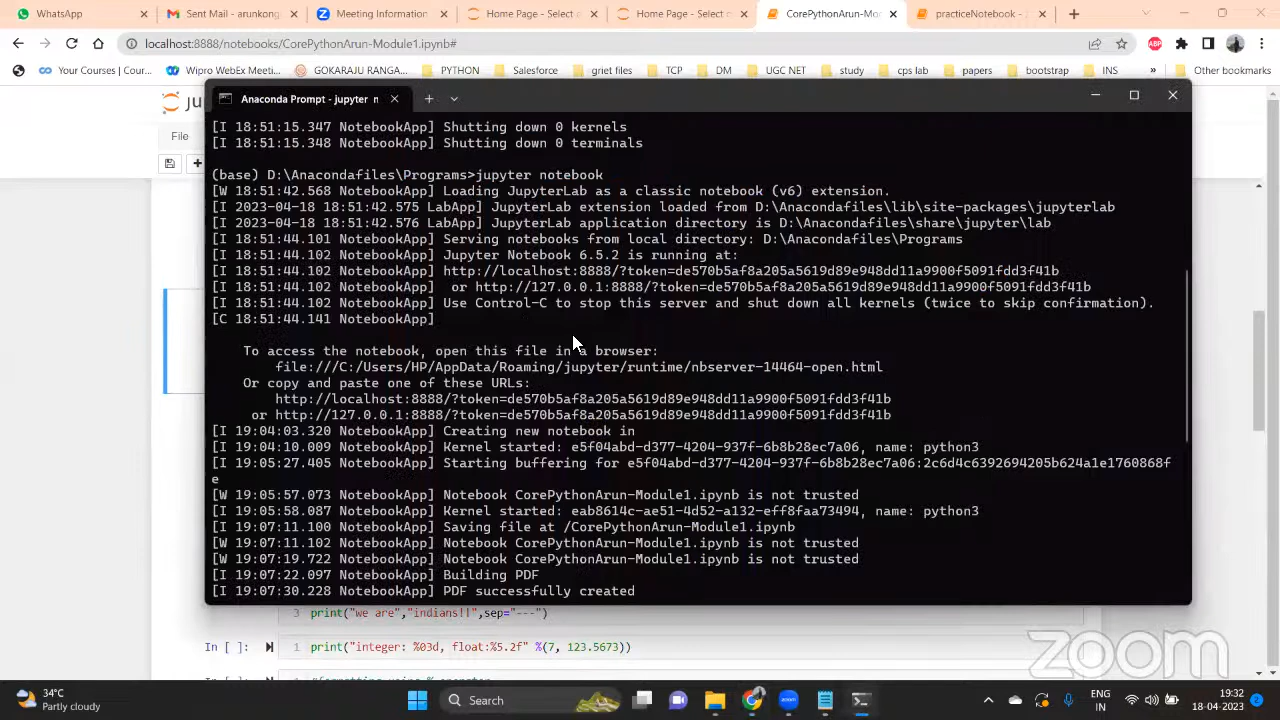 WhatsApp
Sent Mail - arunkong
Meeting Information
Home Page - Select a
Home Page - Select
CorePythonArun-Module1
practiceNotebook - J
localhost:8888/notebooks/CorePythonArun-Module1.ipynb#
ABP
Your Courses | Cou
Wipro WebEx Meeti
GOKARAJU RANGA
PYTHON
Salesforce
griet files
TCP
DM
UGC NET
study
cps lab
project
papers
bootstrap
INS
»
Other bookmarks
Anaconda Prompt - jupyter n
File
[I 18:51:15.347 NotebookApp] Shutting down 0 kernels
[I 18:51:15.348 NotebookApp] Shutting down 0 terminals
(base) D:\Anacondafiles\Programs>jupyter notebook
[W 18:51:42.568 NotebookApp] Loading JupyterLab as a classic notebook (v6) extension.
[I 2023-04-18 18:51:42.575 LabApp] JupyterLab extension loaded from D:\Anacondafiles\lib\site-packages\jupyterlab
[I 2023-04-18 18:51:42.576 LabApp] JupyterLab application directory is D:\Anacondafiles\share\jupyter\lab
[I 18:51:44.101 NotebookApp] Serving notebooks from local directory: D:\Anacondafiles\Programs
[I 18:51:44.102 NotebookApp] Jupyter Notebook 6.5.2 is running at:
[I 18:51:44.102 NotebookApp] http://localhost:8888/?token=de570b5af8a205a5619df89e948dd11a9900f5091fdd3f41b
[I 18:51:44.102 NotebookApp]  or http://127.0.0.1:8888/?token=de570b5af8a205a5619df89e948dd11a9900f5091fdd3f41b
[I 18:51:44.102 NotebookApp] Use Control-C to stop this server and shut down all kernels (twice to skip confirmation).
[C 18:51:44.141 NotebookApp]
To access the notebook, open this file in a browser:
file:///C:/Users/HP/AppData/Roaming/jupyter/runtime/nbserver-14464-open.html
Or copy and paste one of these URLs:
http://localhost:8888/?token=de570b5af8a205a5619df89e948dd11a9900f5091fdd3f41b
or http://127.0.0.1:8888/?token=de570b5af8a205a5619df89e948dd11a9900f5091fdd3f41b
[I 19:04:03.320 NotebookApp] Creating new notebook in
[I 19:04:10.009 NotebookApp] Kernel started: e5f04abd-d377-4204-937f-6b8b28ec7a06, name: python3
[I 19:05:27.405 NotebookApp] Starting buffering for e5f04abd-d377-4204-937f-6b8b28ec7a06:2c6d4c6392694205b624a1e1760868f
e
[W 19:05:57.073 NotebookApp] Notebook CorePythonArun-Module1.ipynb is not trusted
[I 19:05:58.087 NotebookApp] Kernel started: eab8614c-ae51-4d52-a132-eff8faa73494, name: python3
[I 19:07:11.100 NotebookApp] Saving file at /CorePythonArun-Module1.ipynb
[W 19:07:11.102 NotebookApp] Notebook CorePythonArun-Module1.ipynb is not trusted
[W 19:07:19.722 NotebookApp] Notebook CorePythonArun-Module1.ipynb is not trusted
[I 19:07:22.097 NotebookApp] Building PDF
[I 19:07:30.228 NotebookApp] PDF successfully created
3 print("we are","indians!!",sep="---")
In [ ]: 1 print("integer: %03d, float:%5.2f" %(7, 123.5673))
zoom
34°C
Partly cloudy
Search
ENG
IN
19:32
18-04-2023
2